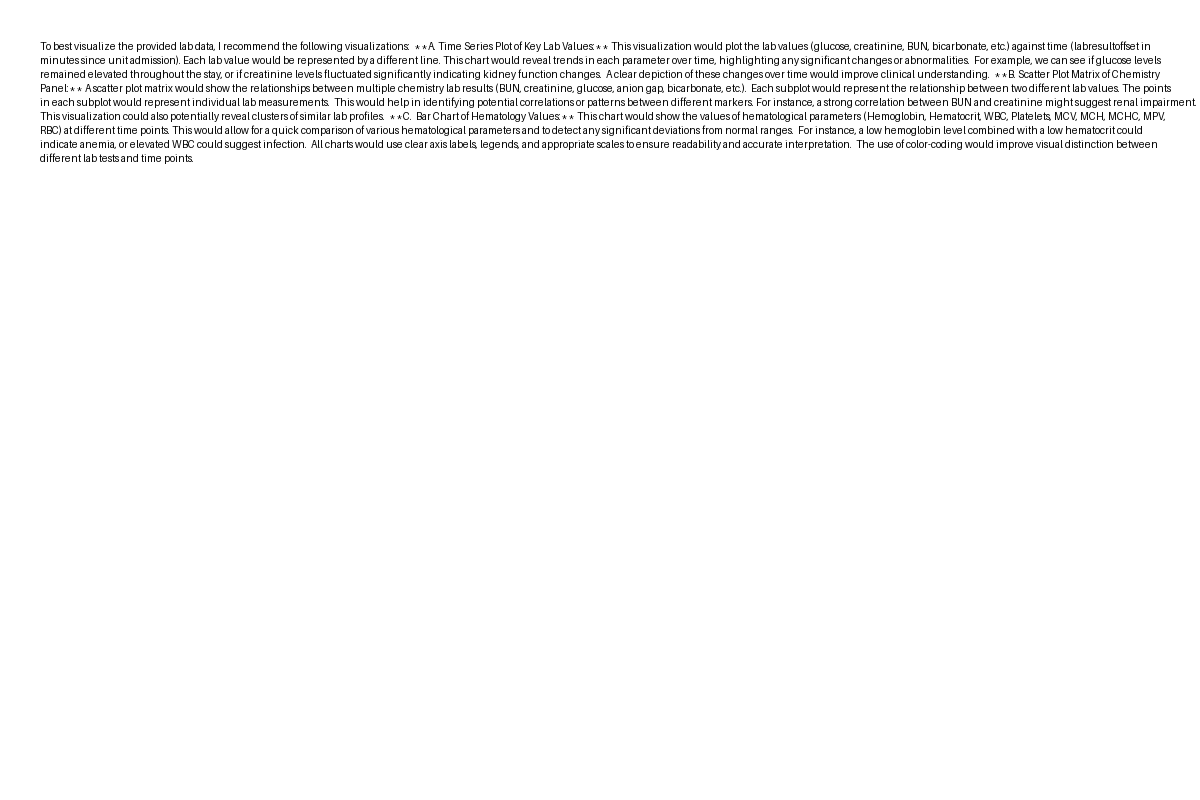 To best visualize the provided lab data, I recommend the following visualizations:  **A. Time Series Plot of Key Lab Values:** This visualization would plot the lab values (glucose, creatinine, BUN, bicarbonate, etc.) against time (labresultoffset in
minutes since unit admission). Each lab value would be represented by a different line. This chart would reveal trends in each parameter over time, highlighting any significant changes or abnormalities.  For example, we can see if glucose levels
remained elevated throughout the stay, or if creatinine levels fluctuated significantly indicating kidney function changes.  A clear depiction of these changes over time would improve clinical understanding.  **B. Scatter Plot Matrix of Chemistry
Panel:** A scatter plot matrix would show the relationships between multiple chemistry lab results (BUN, creatinine, glucose, anion gap, bicarbonate, etc.).  Each subplot would represent the relationship between two different lab values. The points
in each subplot would represent individual lab measurements.  This would help in identifying potential correlations or patterns between different markers. For instance, a strong correlation between BUN and creatinine might suggest renal impairment.
This visualization could also potentially reveal clusters of similar lab profiles.  **C.  Bar Chart of Hematology Values:** This chart would show the values of hematological parameters (Hemoglobin, Hematocrit, WBC, Platelets, MCV, MCH, MCHC, MPV,
RBC) at different time points. This would allow for a quick comparison of various hematological parameters and to detect any significant deviations from normal ranges.  For instance, a low hemoglobin level combined with a low hematocrit could
indicate anemia, or elevated WBC could suggest infection.  All charts would use clear axis labels, legends, and appropriate scales to ensure readability and accurate interpretation.  The use of color-coding would improve visual distinction between
different lab tests and time points.